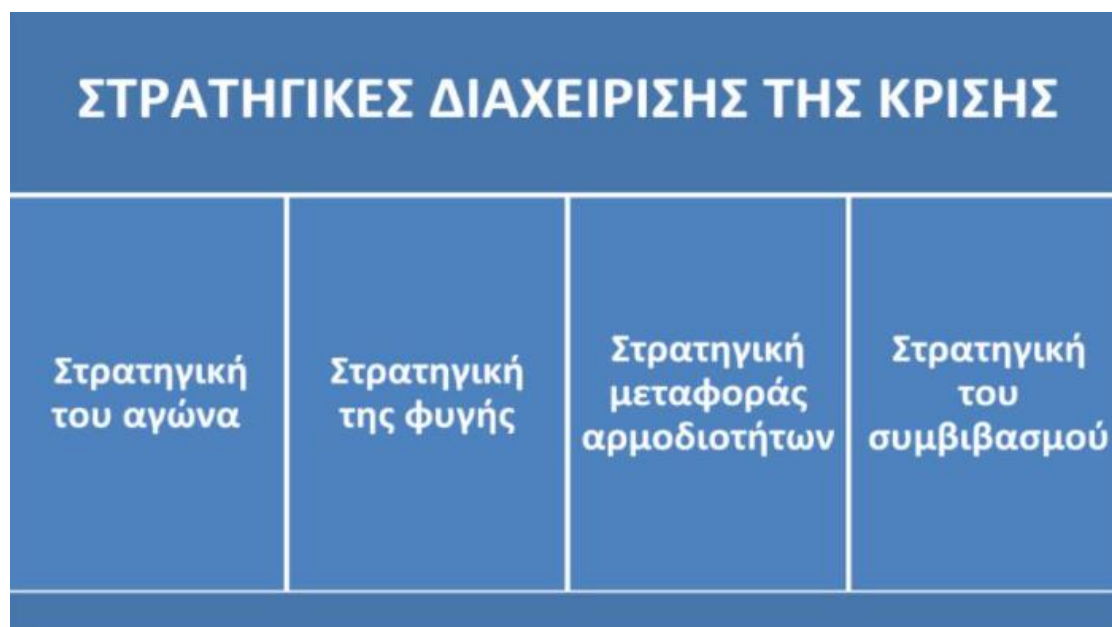 ΣΤΡΑΤΗΓΙΚΕΣ ΔΙΑΧΕΙΡΙΣΗΣ ΤΗΣ ΚΡΙΣΗΣ
Στρατηγική
του αγώνα
Στρατηγική
της φυγής
Στρατηγική
μεταφοράς
αρμοδιοτήτων
Στρατηγική
του
συμβιβασμού